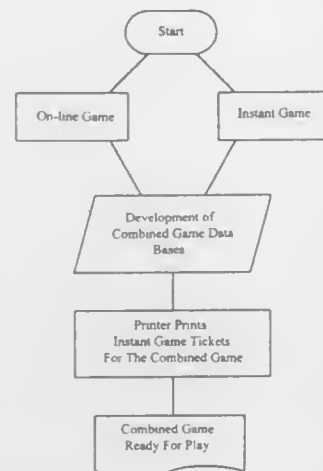 Start
On-line Game
Instant Game
Development of
Combined Game Data
Bases
Printer Prints
Instant Game Tickets
For The Combined Game
Combined Game
Ready For Play